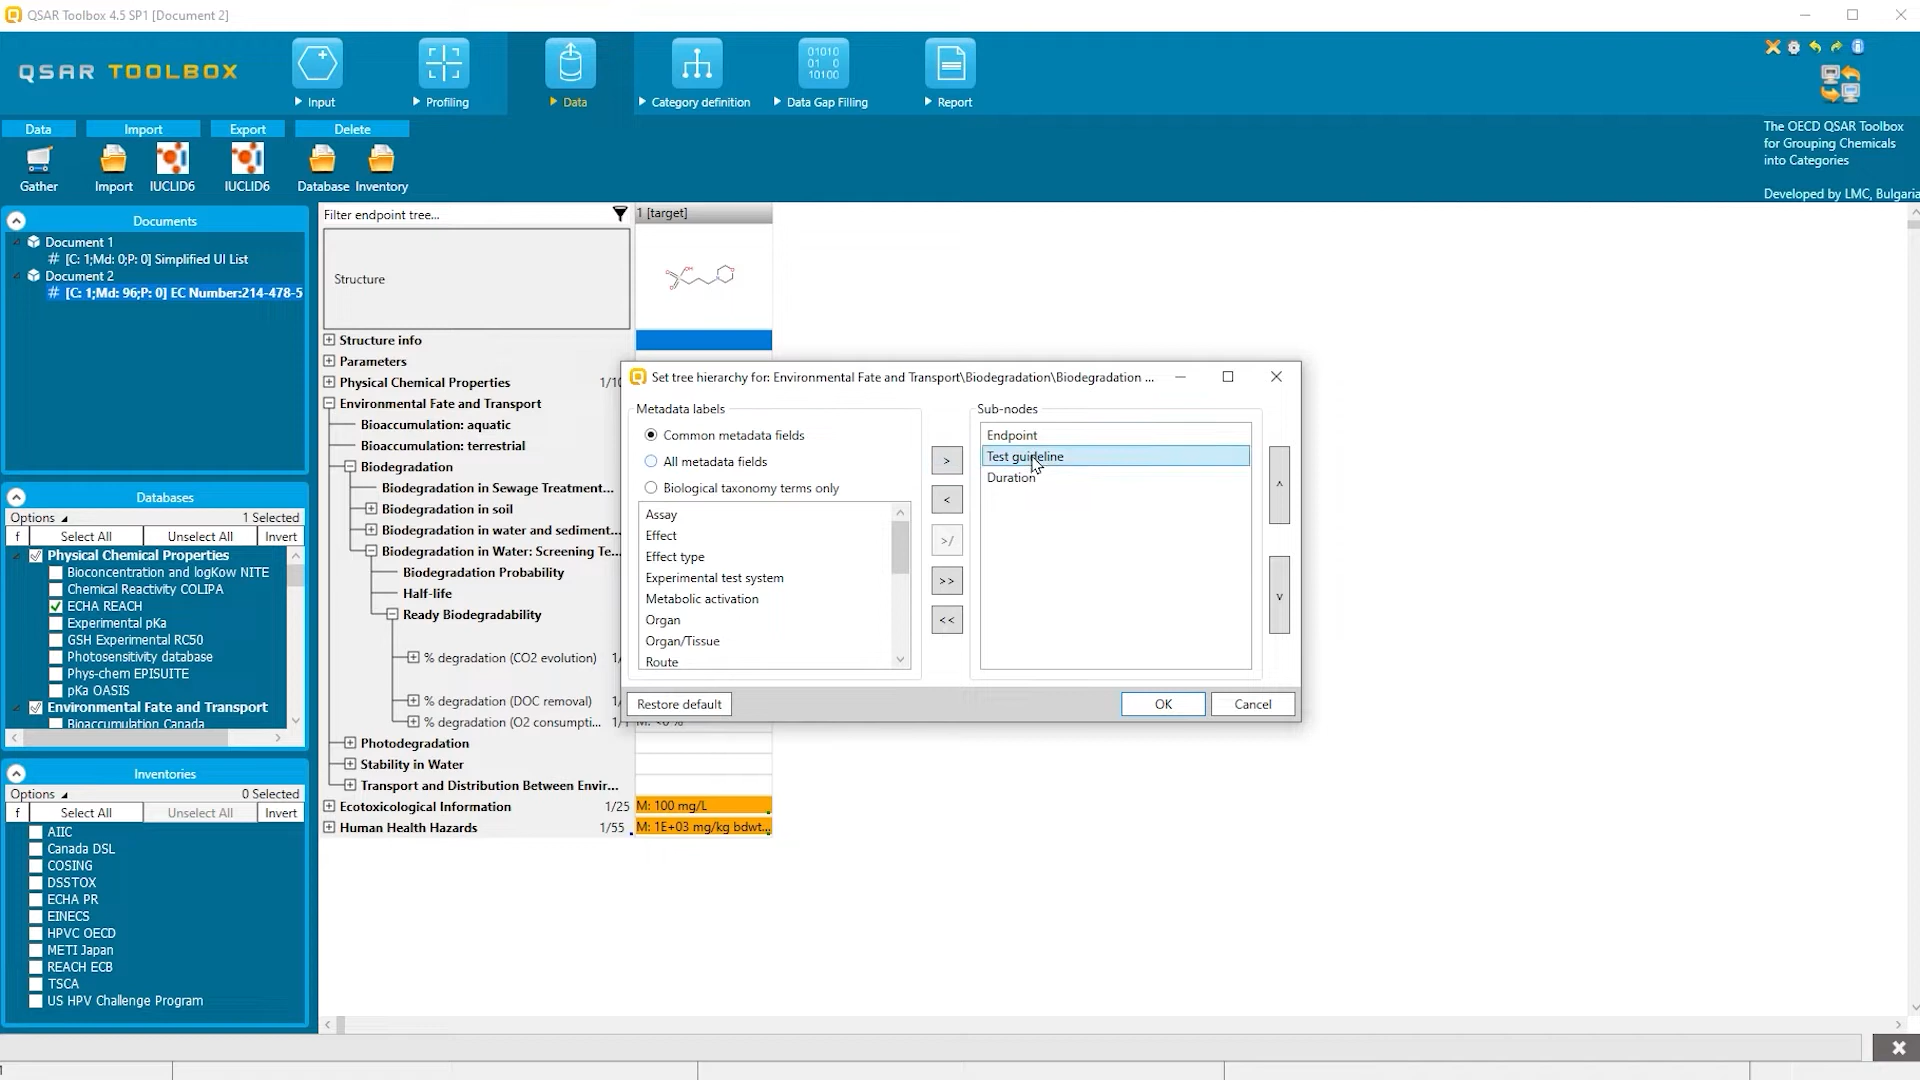 QSAR Toolbox 4.5 SP1 [Document 2]
QSAR TOOLBOX
Input
Profiling
Data
Category definition
01010
01 0
10100
Data Gap Filling
Report
Data
Import
Export
Delete
Gather
Import
IUCLID6
IUCLID6
Database
Inventory
The OECD QSAR Toolbox
for Grouping Chemicals
into Categories
Developed by LMC, Bulgaria
Documents
Document 1
# [C: 1;Md: 0;P: 0] Simplified UI List
Document 2
# [C: 1;Md: 96;P: 0] EC Number:214-478-5
Databases
Options
1 Selected
f
Select All
Unselect All
Invert
Physical Chemical Properties
Bioconcentration and logKow NITE
Chemical Reactivity COLIPA
ECHA REACH
Experimental pKa
GSH Experimental RC50
Photosensitivity database
Phys-chem EPISUITE
pKa OASIS
Environmental Fate and Transport
Bioaccumulation Canada
Inventories
Options
0 Selected
f
Select All
Unselect All
Invert
AIIC
Canada DSL
COSING
DSSTOX
ECHA PR
EINECS
HPVC OECD
METI Japan
REACH ECB
TSCA
US HPV Challenge Program
Filter endpoint tree...
1 [target]
Structure
Structure info
Parameters
Physical Chemical Properties
Environmental Fate and Transport
Bioaccumulation: aquatic
Bioaccumulation: terrestrial
Biodegradation
Biodegradation in Sewage Treatment...
Biodegradation in soil
Biodegradation in water and sediment...
Biodegradation in Water: Screening Te...
Biodegradation Probability
Half-life
Ready Biodegradability
% degradation (CO2 evolution)
% degradation (DOC removal)
% degradation (O2 consumpti...
Photodegradation
Stability in Water
Transport and Distribution Between Envir...
Ecotoxicological Information 1/25 M: 100 mg/L
Human Health Hazards 1/55 M: 1E+03 mg/kg bdwt...
Set tree hierarchy for: Environmental Fate and Transport\Biodegradation\Biodegradation ...
Metadata labels
Common metadata fields
All metadata fields
Biological taxonomy terms only
Assay
Effect
Effect type
Experimental test system
Metabolic activation
Organ
Organ/Tissue
Route
>
<
>/
>>
<<
Sub-nodes
Endpoint
Test guideline
Duration
Restore default
OK
Cancel